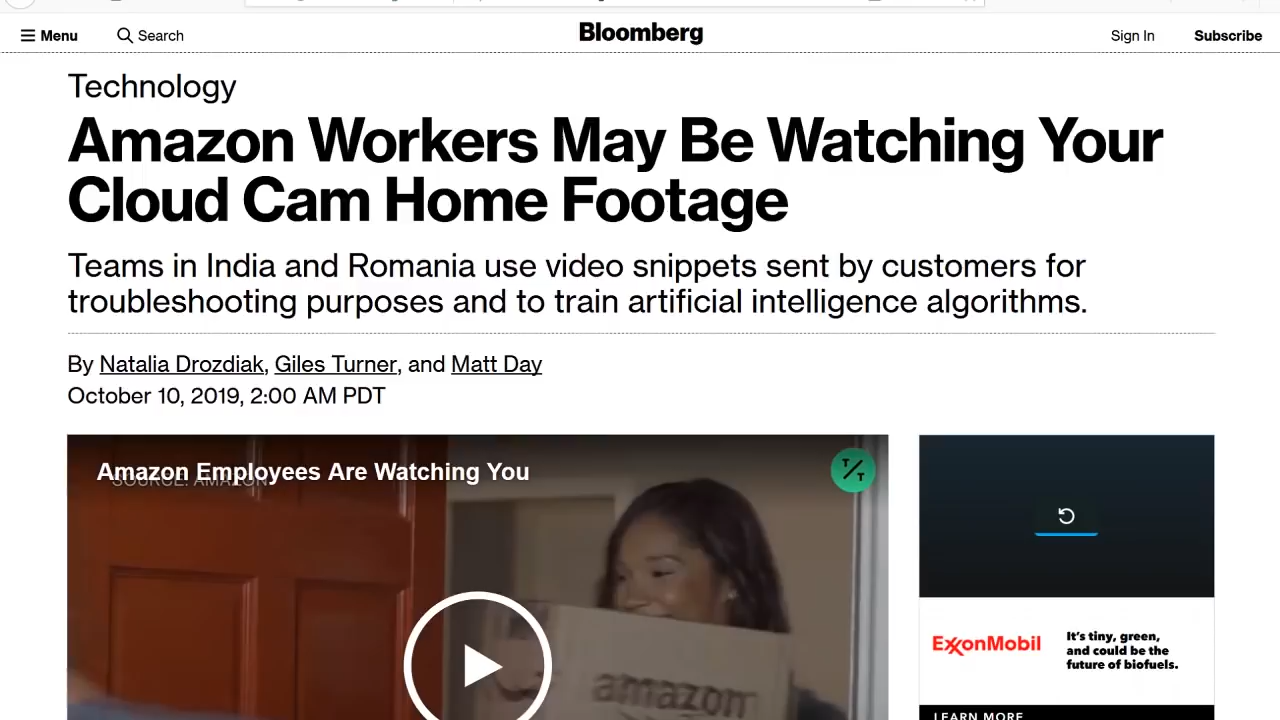 Menu
Search
Bloomberg
Sign In
Subscribe
Technology
Amazon Workers May Be Watching Your
Cloud Cam Home Footage
Teams in India and Romania use video snippets sent by customers for
troubleshooting purposes and to train artificial intelligence algorithms.
By Natalia Drozdiak, Giles Turner, and Matt Day
October 10, 2019, 2:00 AM PDT
Amazon Employees Are Watching You
SOURCE: AMAZON
T/T
amazon
ExxonMobil
It's tiny, green,
and could be the
future of biofuels.
LEARN MORE